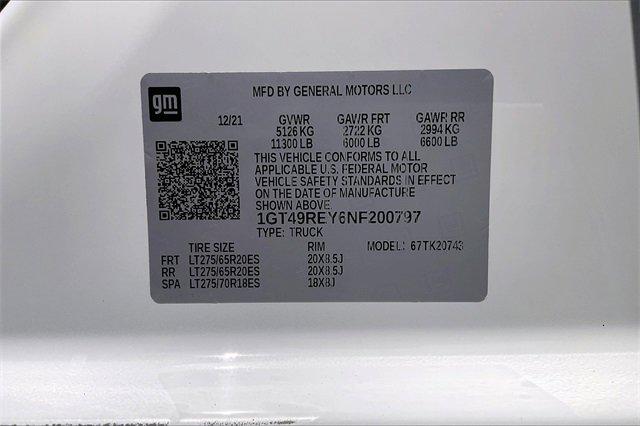 gm
MFD BY GENERAL MOTORS LLC
12/21 GVWR GAWR FRT GAWR RR
5126 KG 2722 KG 2994 KG
11300 LB 6000 LB 6600 LB
THIS VEHICLE CONFORMS TO ALL
APPLICABLE U.S. FEDERAL MOTOR
VEHICLE SAFETY STANDARDS IN EFFECT
ON THE DATE OF MANUFACTURE
SHOWN ABOVE.
1GT49REY6NF200797
TYPE: TRUCK
TIRE SIZE RIM MODEL: 67TK20743
FRT LT275/65R20ES 20X8.5J
RR LT275/65R20ES 20X8.5J
SPA LT275/70R18ES 18X8J